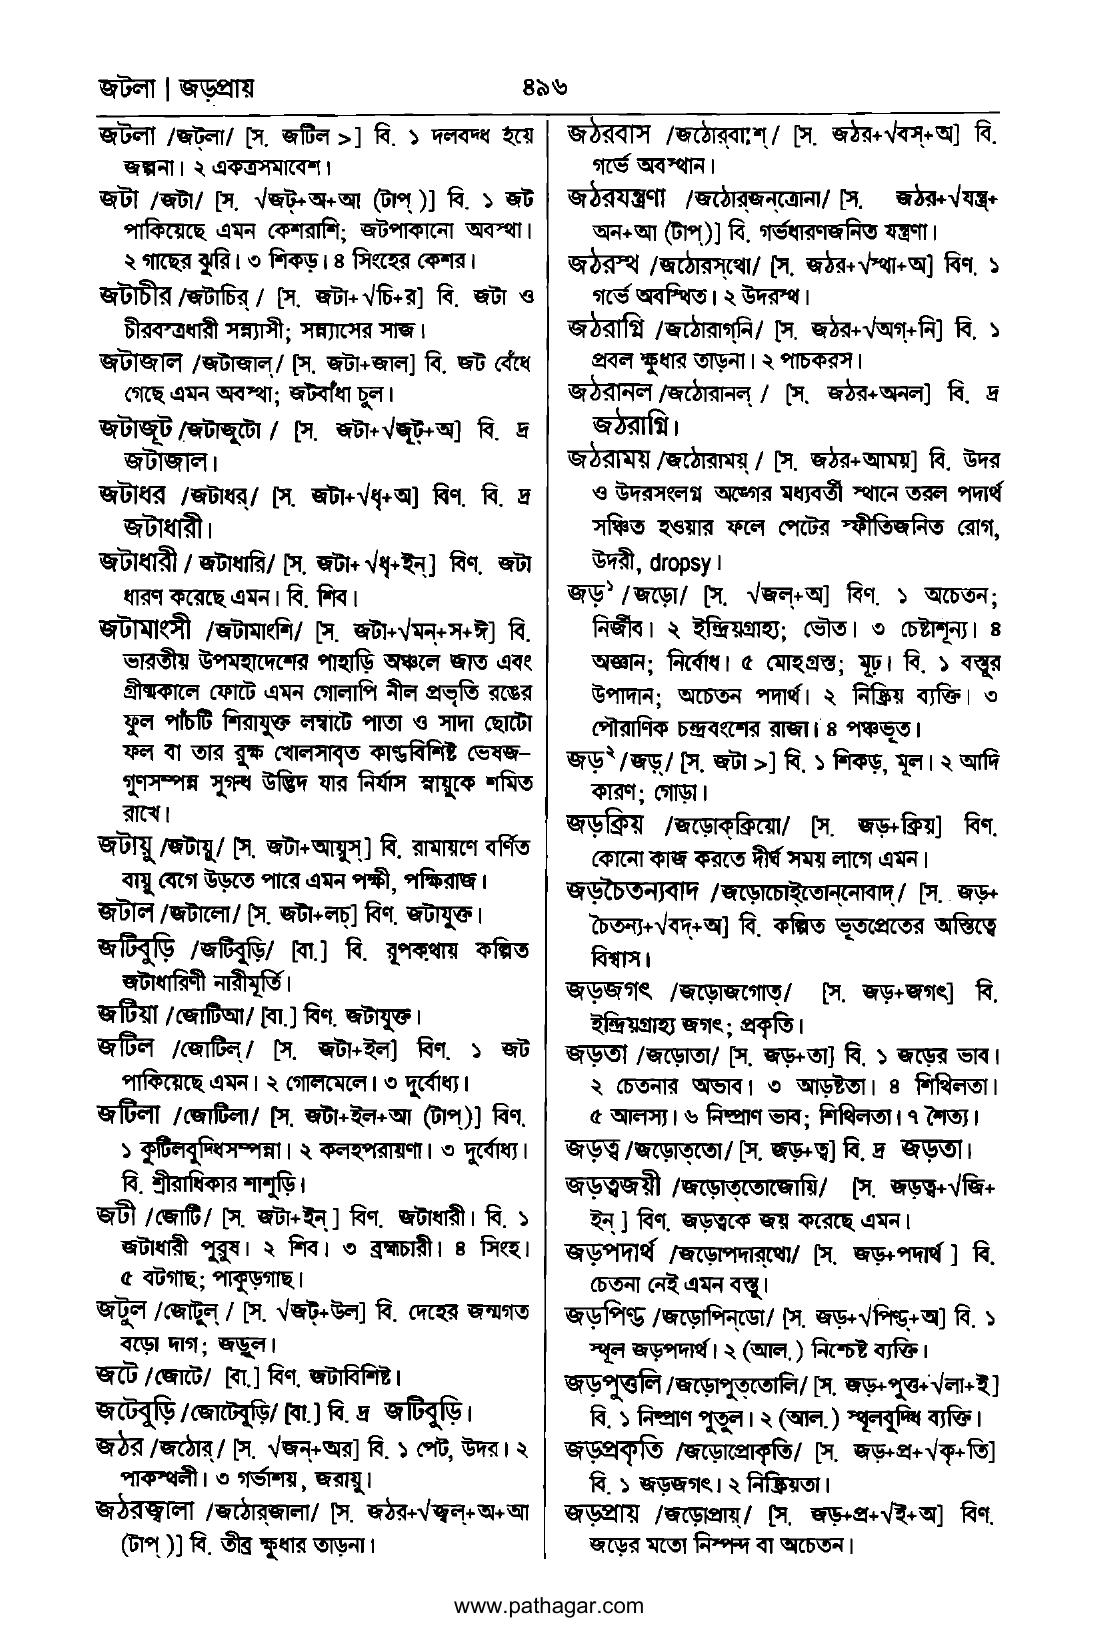 জটলা | জড়প্রায়
৪৯৬
জটলা /জট্‌লা/ [স. জটিল >] বি. ১ দলবদ্ধ হয়ে
জল্পনা। ২ একত্রসমাবেশ।
জটা /জটা/ [স. √জট্+অ+আ (টাপ্ )] বি. ১ জট
পাকিয়েছে এমন কেশরাশি; জটপাকানো অবস্থা।
২ গাছের ঝুরি। ৩ শিকড়। ৪ সিংহের কেশর।
জটাচীর /জটাচির্ / [স. জটা+√চি+র] বি. জটা ও
চীরবস্ত্রধারী সন্ন্যাসী; সন্ন্যাসের সাজ।
জটাজাল /জটাজাল্/ [স. জটা+জাল] বি. জট বেঁধে
গেছে এমন অবস্থা; জটবাঁধা চুল।
জটাজূট /জটাজুটো / [স. জটা+√জূট্+অ] বি. দ্র
জটাজাল।
জটাধর /জটাধর্/ [স. জটা+√ধৃ+অ] বিণ. বি. দ্র
জটাধারী।
জটাধারী / জটাধারি/ [স. জটা+ √ধৃ+ইন্] বিণ. জটা
ধারণ করেছে এমন। বি. শিব।
জটামাংসী /জটামাংশি/ [স. জটা+√মন্+স+ঈ] বি.
ভারতীয় উপমহাদেশের পাহাড়ি অঞ্চলে জাত এবং
গ্রীষ্মকালে ফোটে এমন গোলাপি নীল প্রভৃতি রঙের
ফুল পাঁচটি শিরাযুক্ত লম্বাটে পাতা ও সাদা ছোটো
ফল বা তার রুক্ষ খোলসাবৃত কাণ্ডবিশিষ্ট ভেষজ–
গুণসম্পন্ন সুগন্ধ উদ্ভিদ যার নির্যাস স্নায়ুকে শমিত
রাখে।
জটায়ু /জটায়ু/ [স. জটা+আয়ুস্] বি. রামায়ণে বর্ণিত
বায়ু বেগে উড়তে পারে এমন পক্ষী, পক্ষিরাজ।
জটাল /জটালো/ [স. জটা+লচ্] বিণ. জটাযুক্ত।
জটিবুড়ি /জটিবুড়ি/ [বা.] বি. রূপকথায় কল্পিত
জটাধারিণী নারীমূর্তি।
জটিয়া /জোটিআ/ [বা.] বিণ. জটাযুক্ত।
জটিল /জোটিল্/ [স. জটা+ইল] বিণ. ১ জট
পাকিয়েছে এমন। ২ গোলমেলে। ৩ দুর্বোধ্য।
জটিলা /জোটিলা/ [স. জটা+ইল+আ (টাপ্)] বিণ.
১ কুটিলবুদ্ধিসম্পন্না। ২ কলহপরায়ণা। ৩ দুর্বোধ্য।
বি. শ্রীরাধিকার শাশুড়ি।
জটী /জোটি/ [স. জটা+ইন্ ] বিণ. জটাধারী। বি. ১
জটাধারী পুরুষ। ২ শিব। ৩ ব্রহ্মচারী। ৪ সিংহ।
৫ বটগাছ; পাকুড়গাছ।
জটুল /জোটুল্ / [স. √জট্+উল] বি. দেহের জন্মগত
বড়ো দাগ; জড়ুল।
জটে /জোটে/ [বা.] বিণ. জটাবিশিষ্ট।
জটেবুড়ি /জোটেবুড়ি/ [বা.] বি. দ্র জটিবুড়ি।
জঠর /জঠোর্/ [স. √জন্+অর] বি. ১ পেট, উদর। ২
পাকস্থলী। ৩ গর্ভাশয়, জরায়ু।
জঠরজ্বালা /জঠোর্‌জালা/ [স. জঠর+√জ্বল্+অ+আ
(টাপ্ )] বি. তীব্র ক্ষুধার তাড়না।
জঠরবাস /জঠোর্‌বাশ্/ [স. জঠর+√বস্+অ] বি.
গর্ভে অবস্থান।
জঠরযন্ত্রণা /জঠোর্‌জন্‌ত্রোনা/ [স. জঠর+√যন্ত্র+
অন+আ (টাপ্)] বি. গর্ভধারণজনিত যন্ত্রণা।
জঠরস্থ /জঠোরস্‌থো/ [স. জঠর+√স্থা+অ] বিণ. ১
গর্ভে অবস্থিত। ২ উদরস্থ।
জঠরাগ্নি /জঠোরাগ্‌নি/ [স. জঠর+√অগ্+নি] বি. ১
প্রবল ক্ষুধার তাড়না। ২ পাচকরস।
জঠরানল /জঠোরানল্ / [স. জঠর+অনল] বি. দ্র
জঠরাগ্নি।
জঠরাময় /জঠোরাময়্ / [স. জঠর+আময়] বি. উদর
ও উদরসংলগ্ন অঙ্গের মধ্যবর্তী স্থানে তরল পদার্থ
সঞ্চিত হওয়ার ফলে পেটের স্ফীতিজনিত রোগ,
উদরী, dropsy।
জড়১ /জড়ো/ [স. √জল্+অ] বিণ. ১ অচেতন;
নির্জীব। ২ ইন্দ্রিয়গ্রাহ্য; ভৌত। ৩ চেষ্টাশূন্য। ৪
অজ্ঞান; নির্বোধ। ৫ মোহগ্রস্ত; মূঢ়। বি. ১ বস্তুর
উপাদান; অচেতন পদার্থ। ২ নিষ্ক্রিয় ব্যক্তি। ৩
পৌরাণিক চন্দ্রবংশের রাজা। ৪ পঞ্চভূত।
জড়২ /জড়্/ [স. জটা >] বি. ১ শিকড়, মূল। ২ আদি
কারণ; গোড়া।
জড়ক্রিয় /জড়োক্‌ক্রিয়ো/ [স. জড়+ক্রিয়] বিণ.
কোনো কাজ করতে দীর্ঘ সময় লাগে এমন।
জড়চৈতন্যবাদ /জড়োচোই্‌তোন্‌নোবাদ্/ [স. জড়+
চৈতন্য+√বদ্+অ] বি. কল্পিত ভূতপ্রেতের অস্তিত্বে
বিশ্বাস।
জড়জগৎ /জড়োজগোত্/ [স. জড়+জগৎ] বি.
ইন্দ্রিয়গ্রাহ্য জগৎ; প্রকৃতি।
জড়তা /জড়োতা/ [স. জড়+তা] বি. ১ জড়ের ভাব।
২ চেতনার অভাব। ৩ আড়ষ্টতা। ৪ শিথিলতা।
৫ আলস্য। ৬ নিষ্প্রাণ ভাব; শিথিলতা। ৭ শৈত্য।
জড়ত্ব /জড়োত্‌তো/ [স. জড়+ত্ব] বি. দ্র জড়তা।
জড়ত্বজয়ী /জড়োত্‌তোজোয়ি/ [স. জড়ত্ব+√জি+
ইন্ ] বিণ. জড়ত্বকে জয় করেছে এমন।
জড়পদার্থ /জড়োপদার্‌থো/ [স. জড়+পদার্থ ] বি.
চেতনা নেই এমন বস্তু।
জড়পিণ্ড /জড়োপিন্‌ডো/ [স. জড়+√পিণ্ড্+অ] বি. ১
স্থূল জড়পদার্থ। ২ (আল.) নিশ্চেষ্ট ব্যক্তি।
জড়পুত্তলি /জড়োপুত্‌তোলি/ [স. জড়+পুত্ত+√লা+ই]
বি. ১ নিষ্প্রাণ পুতুল। ২ (আল.) স্থূলবুদ্ধি ব্যক্তি।
জড়প্রকৃতি /জড়োপ্রোকৃতি/ [স. জড়+প্র+√কৃ+তি]
বি. ১ জড়জগৎ। ২ নিষ্ক্রিয়তা।
জড়প্রায় /জড়োপ্রায়্/ [স. জড়+প্র+√ই+অ] বিণ.
জড়ের মতো নিস্পন্দ বা অচেতন।
www.pathagar.com